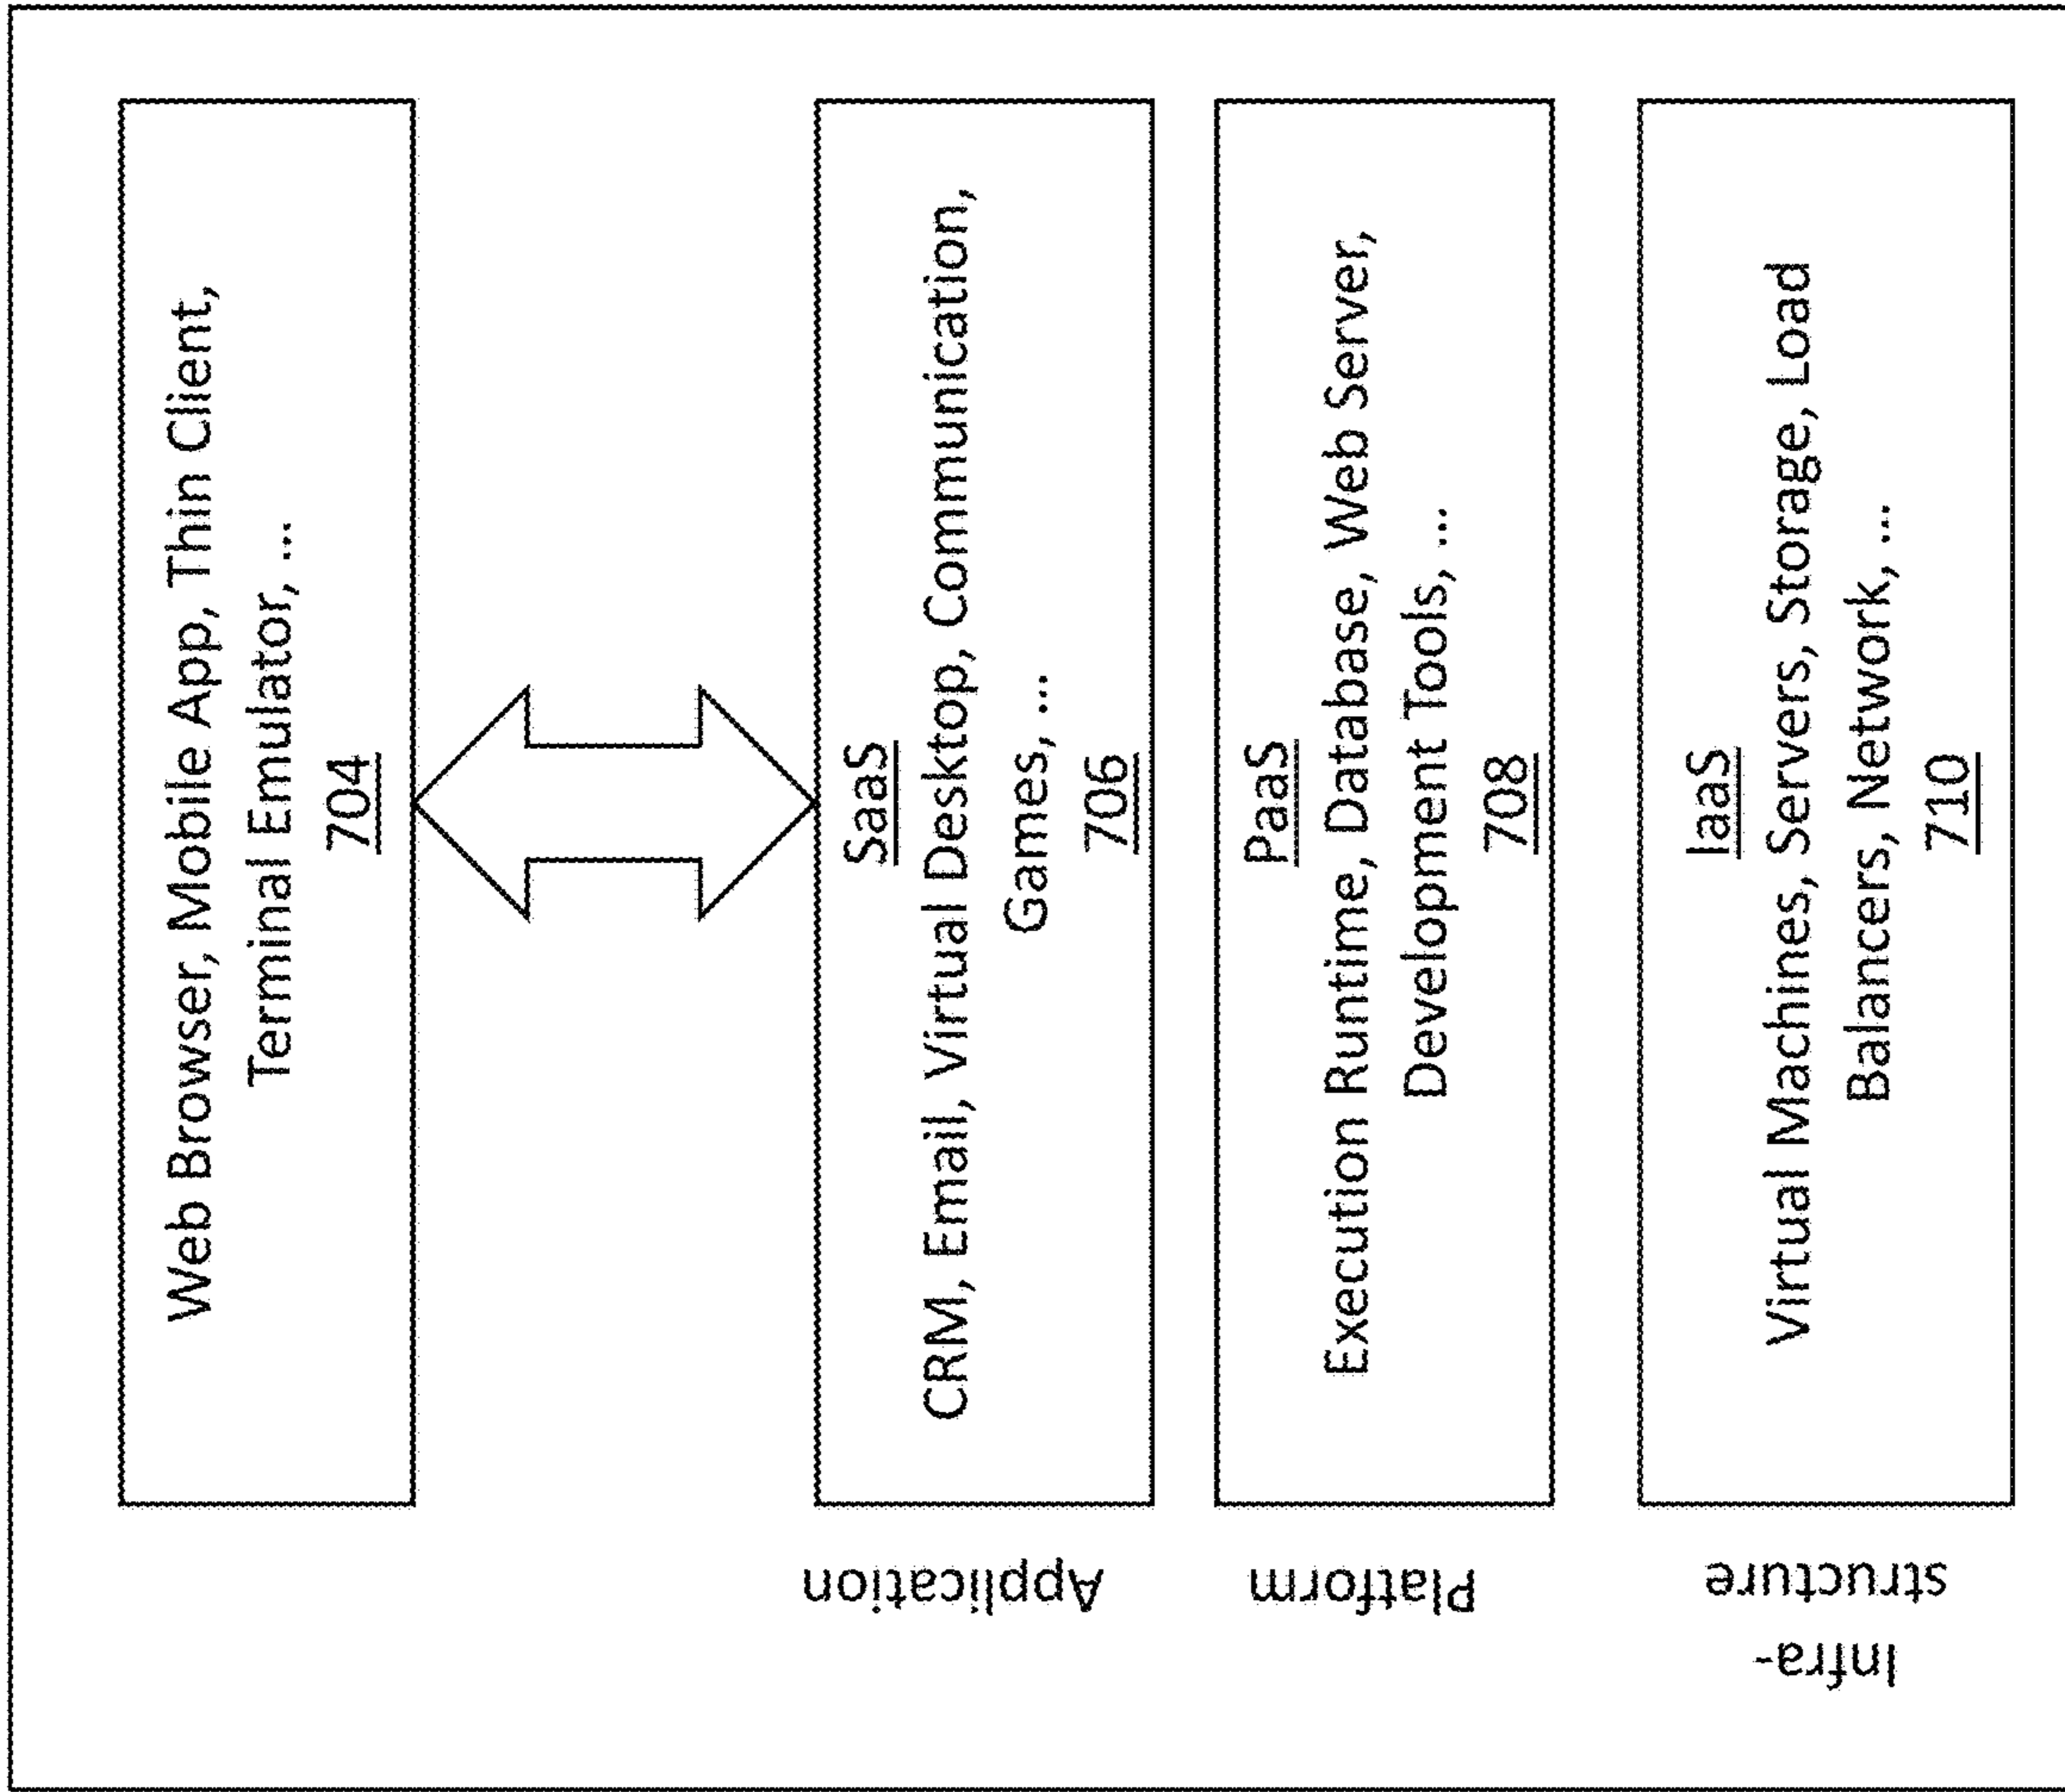 Web Browser, Mobile App, Thin Client,
Terminal Emulator, ...
704
Application
SaaS
CRM, Email, Virtual Desktop, Communication,
Games, ...
706
Platform
PaaS
Execution Runtime, Database, Web Server,
Development Tools, ...
708
Infra-
structure
IaaS
Virtual Machines, Servers, Storage, Load
Balancers, Network, ...
710